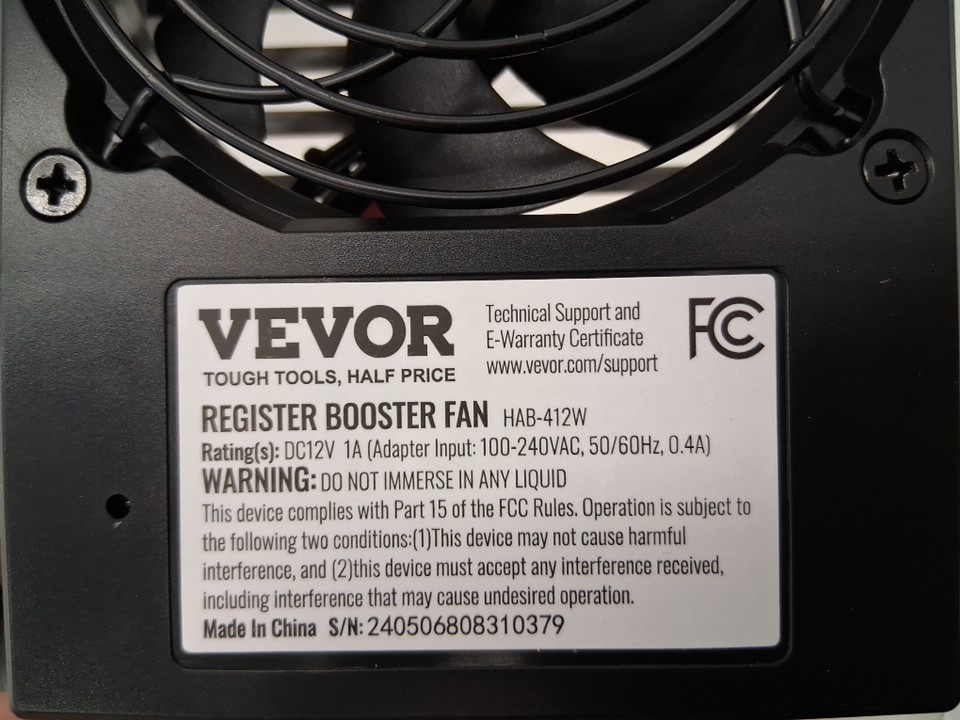 VEVOR
TOUGH TOOLS, HALF PRICE
Technical Support and
E-Warranty Certificate
www.vevor.com/support
FC
REGISTER BOOSTER FAN HAB-412W
Rating(s): DC12V 1A (Adapter Input: 100-240VAC, 50/60Hz, 0.4A)
WARNING: DO NOT IMMERSE IN ANY LIQUID
This device complies with Part 15 of the FCC Rules. Operation is subject to
the following two conditions:(1)This device may not cause harmful
interference, and (2)this device must accept any interference received,
including interference that may cause undesired operation.
Made In China S/N: 240506808310379